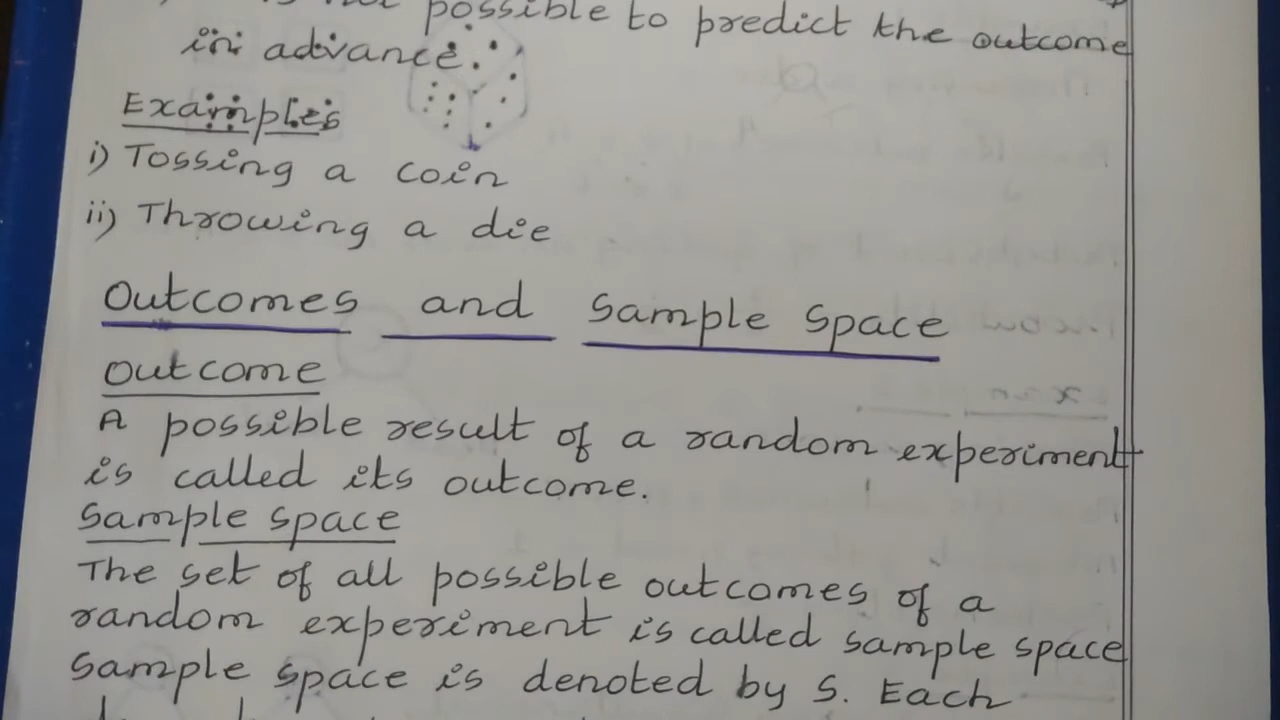 possible to predict the outcome
in advance.
Examples
i) Tossing a coin
ii) Throwing a die
Outcomes and Sample Space
Outcome
A possible result of a random experiment
is called its outcome.
Sample space
The set of all possible outcomes of a
random experiment is called sample space
Sample space is denoted by S. Each